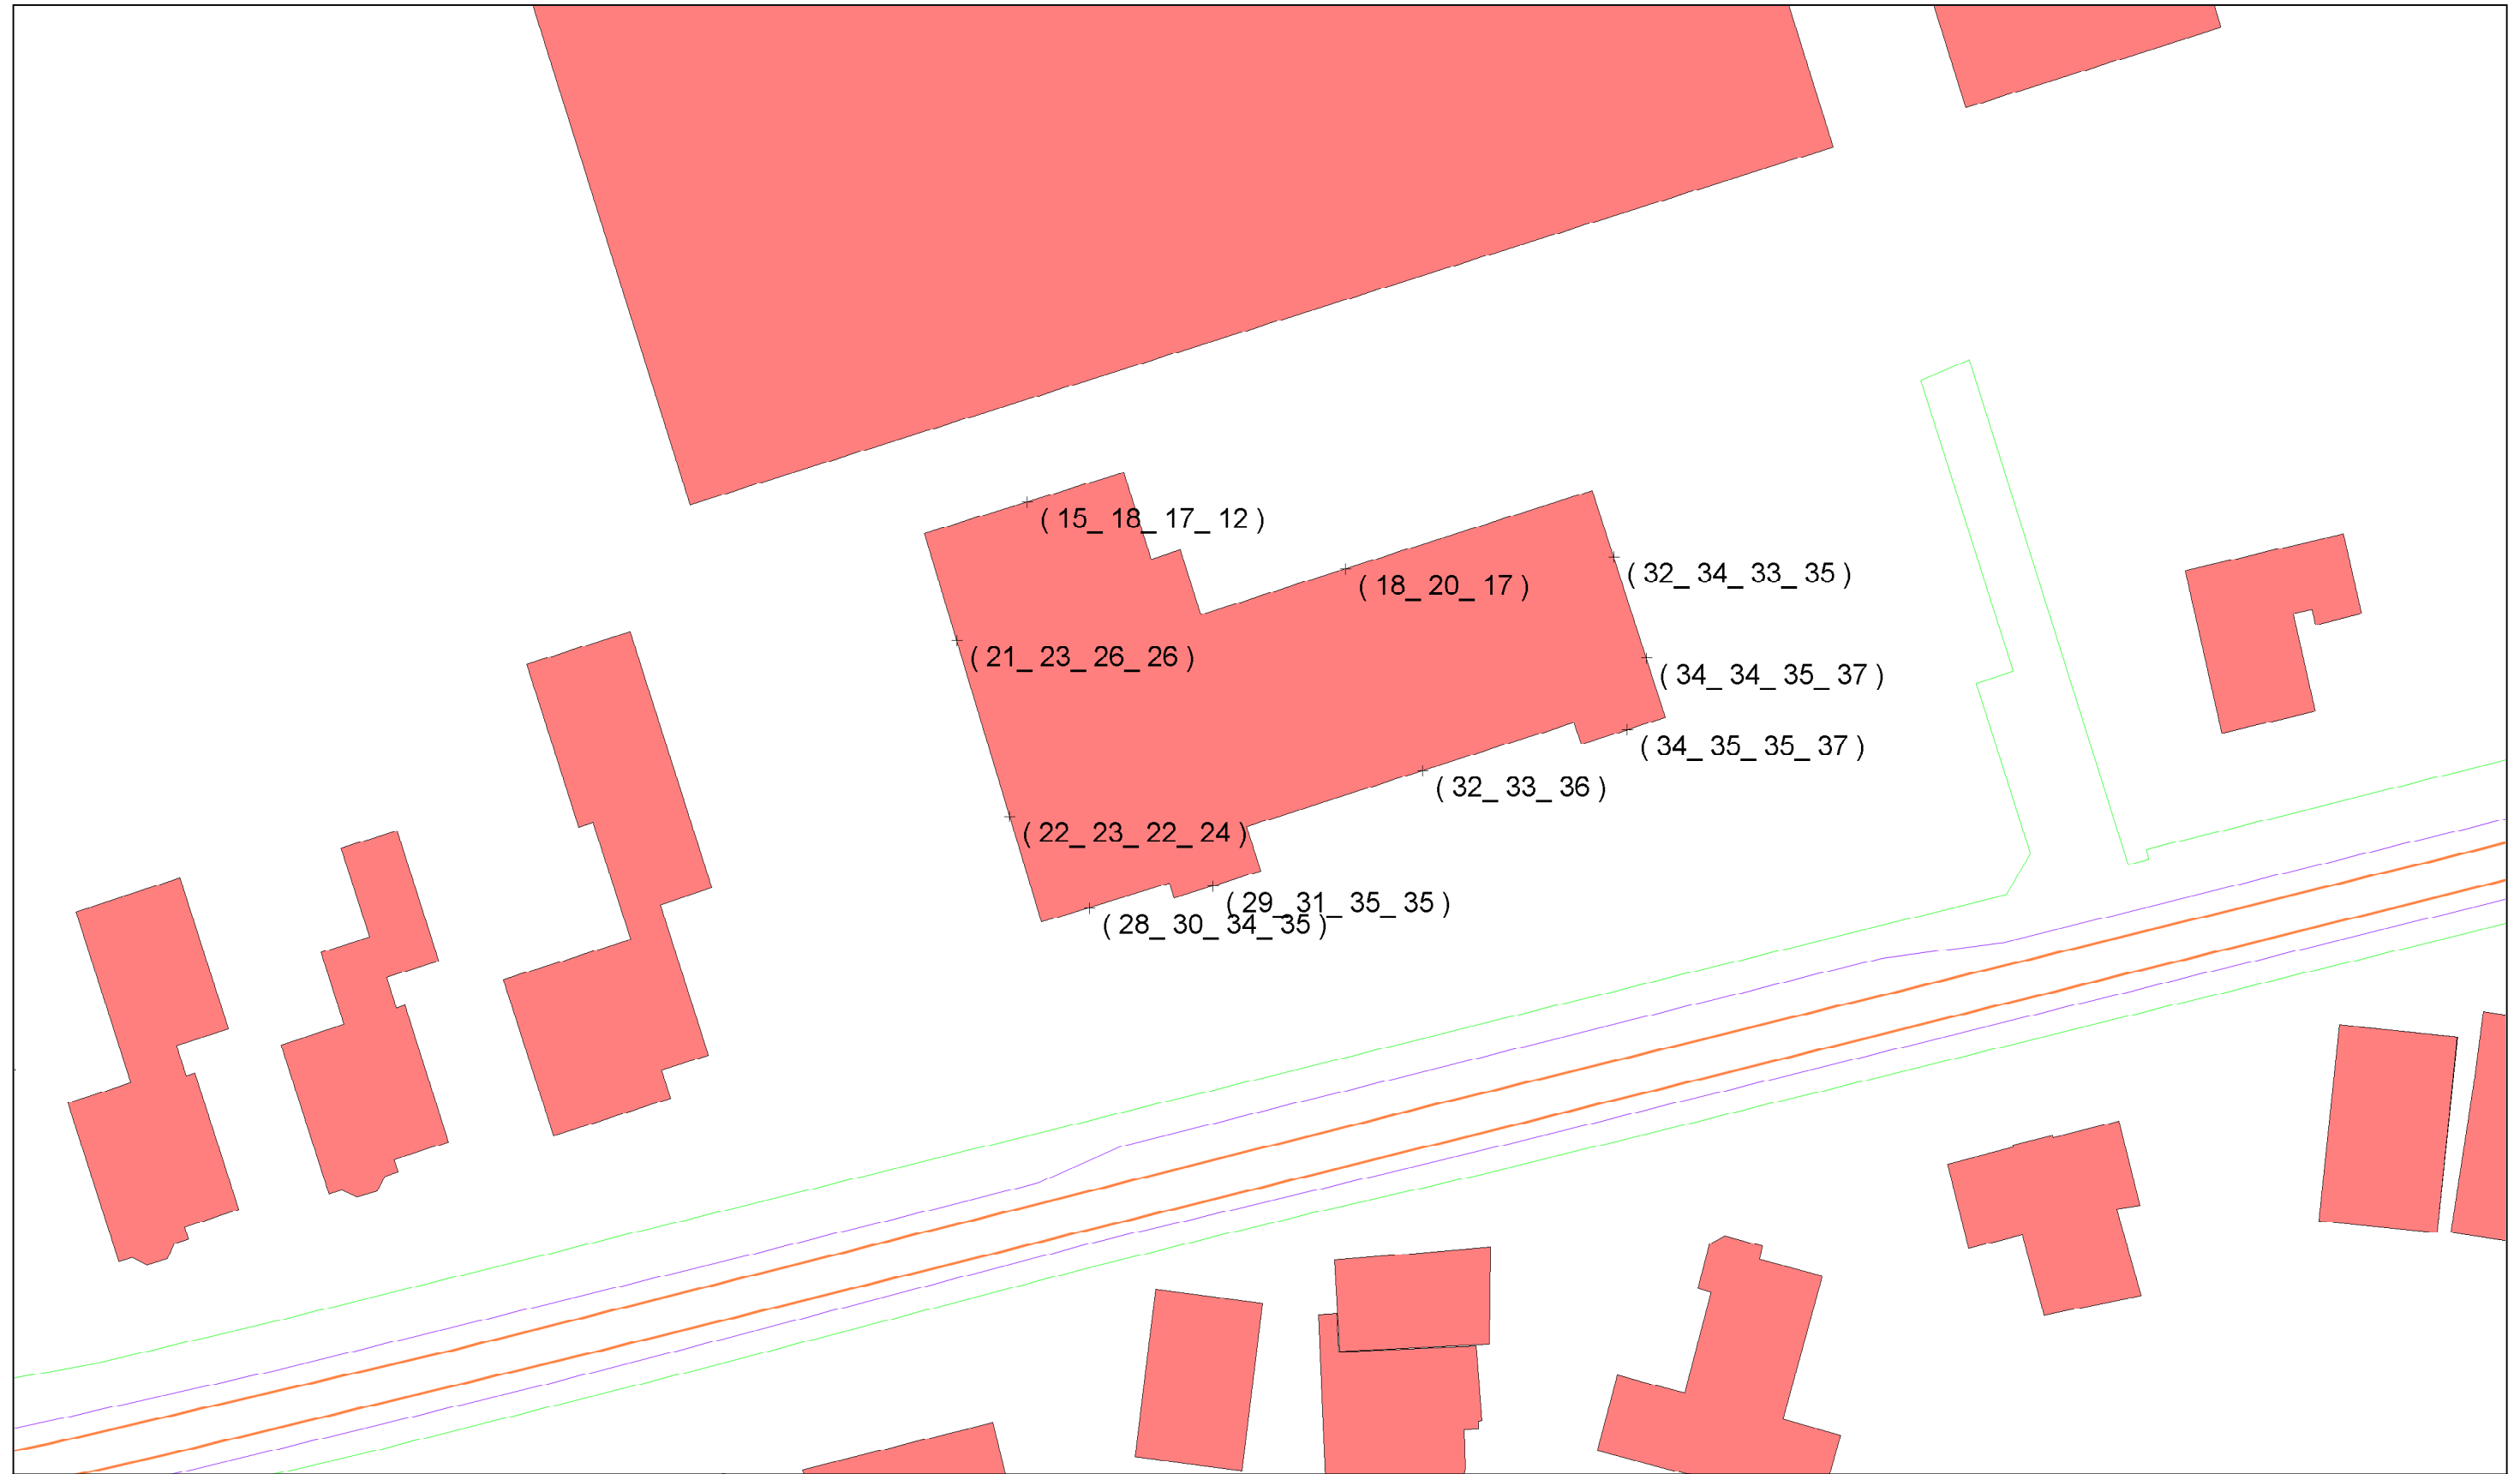 ( 15_ 18_ 17_ 12 )
( 32_ 34_ 33_ 35 )
( 18_ 20_ 17 )
( 21_ 23_ 26_ 26 )
( 34_ 34_ 35_ 37 )
( 34_ 35_ 35_ 37 )
( 32_ 33_ 36 )
( 22_ 23_ 22_ 24 )
( 29_ 31_ 35_ 35 )
( 28_ 30_ 34_ 35 )